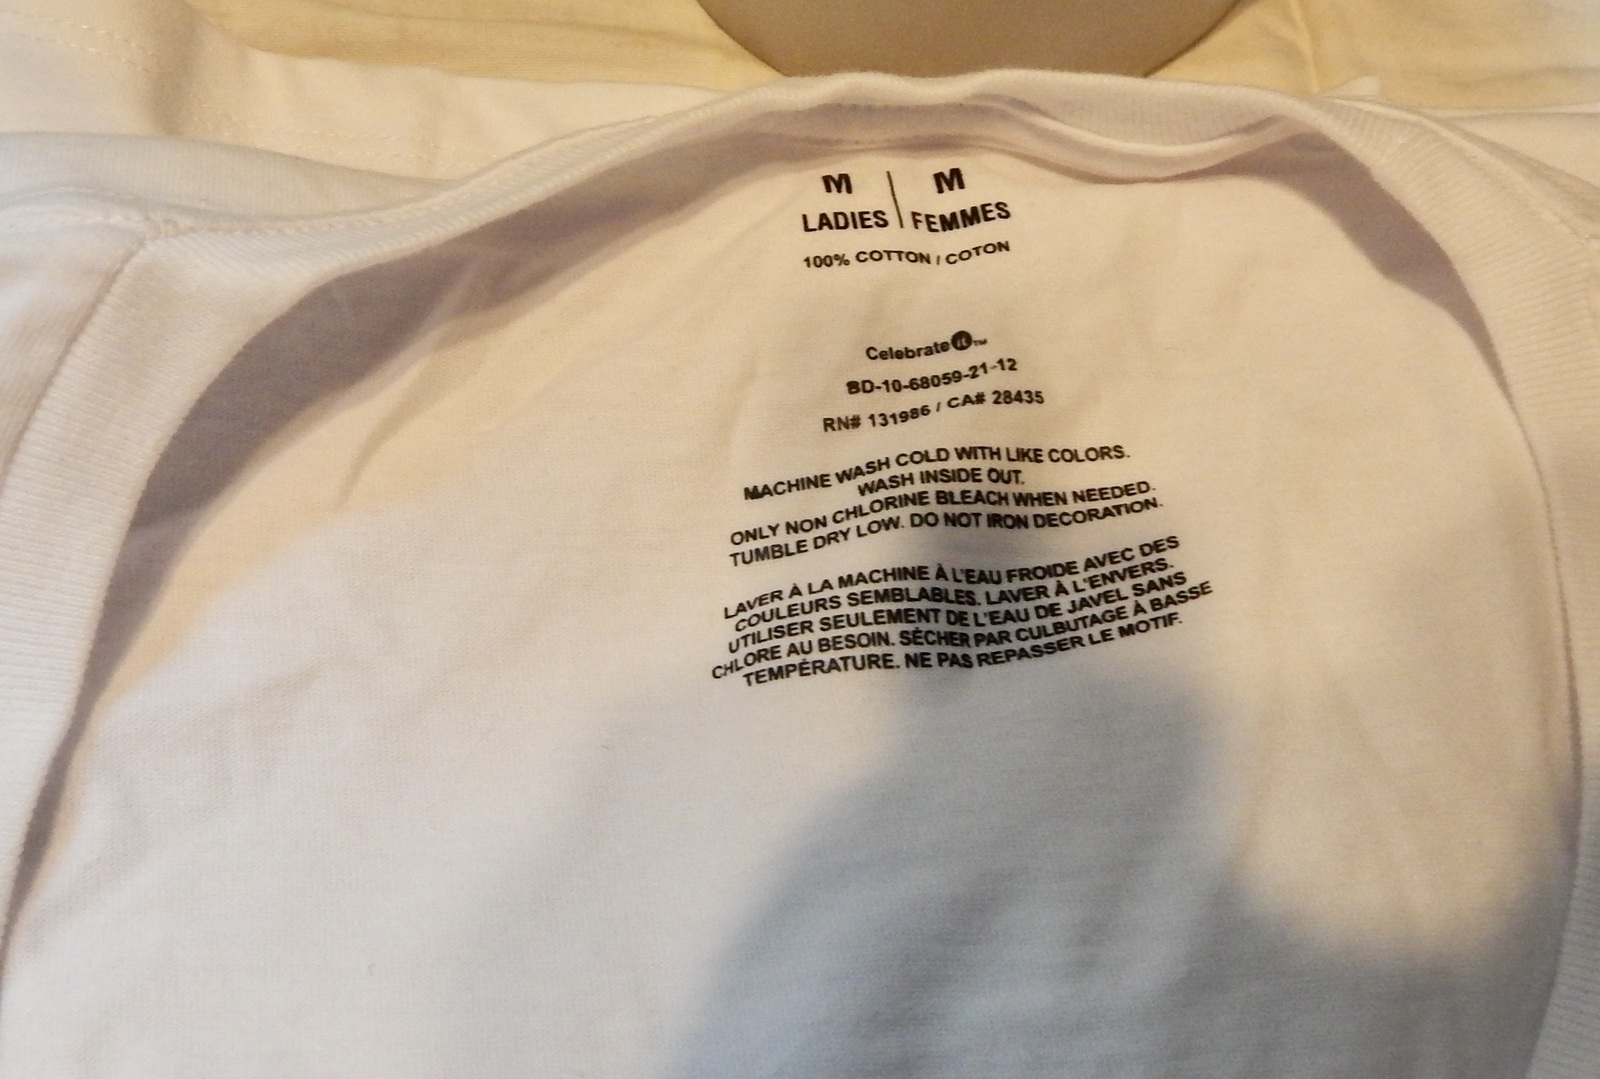 M | M
LADIES | FEMMES
100% COTTON / COTON
Celebrate it™
BD-10-68059-21-12
RN# 131986 / CA# 28435
MACHINE WASH COLD WITH LIKE COLORS.
WASH INSIDE OUT.
ONLY NON CHLORINE BLEACH WHEN NEEDED.
TUMBLE DRY LOW. DO NOT IRON DECORATION.
LAVER À LA MACHINE À L'EAU FROIDE AVEC DES
COULEURS SEMBLABLES. LAVER À L'ENVERS.
UTILISER SEULEMENT DE L'EAU DE JAVEL SANS
CHLORE AU BESOIN. SÉCHER PAR CULBUTAGE À BASSE
TEMPÉRATURE. NE PAS REPASSER LE MOTIF.